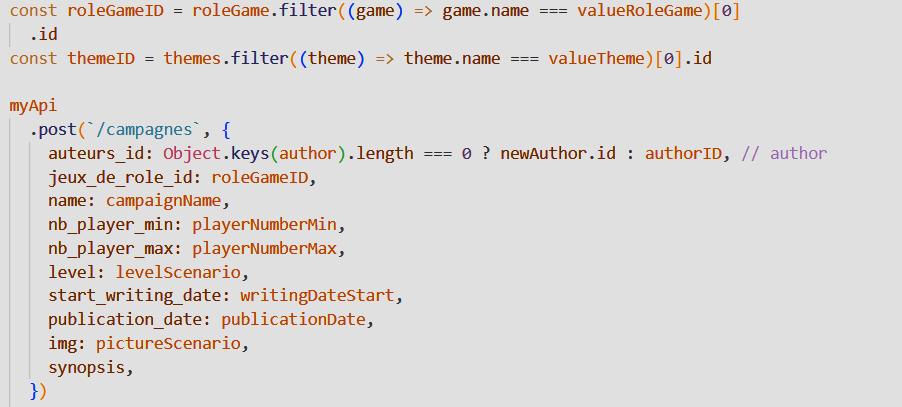 const roleGameID = roleGame.filter((game) => game.name === valueRoleGame)[0]
.id
const themeID = themes.filter((theme) => theme.name === valueTheme)[0].id
myApi
.post(`/campagnes`, {
auteurs_id: Object.keys(author).length === 0 ? newAuthor.id : authorID, // author
jeux_de_role_id: roleGameID,
name: campaignName,
nb_player_min: playerNumberMin,
nb_player_max: playerNumberMax,
level: levelScenario,
start_writing_date: writingDateStart,
publication_date: publicationDate,
img: pictureScenario,
synopsis,
})